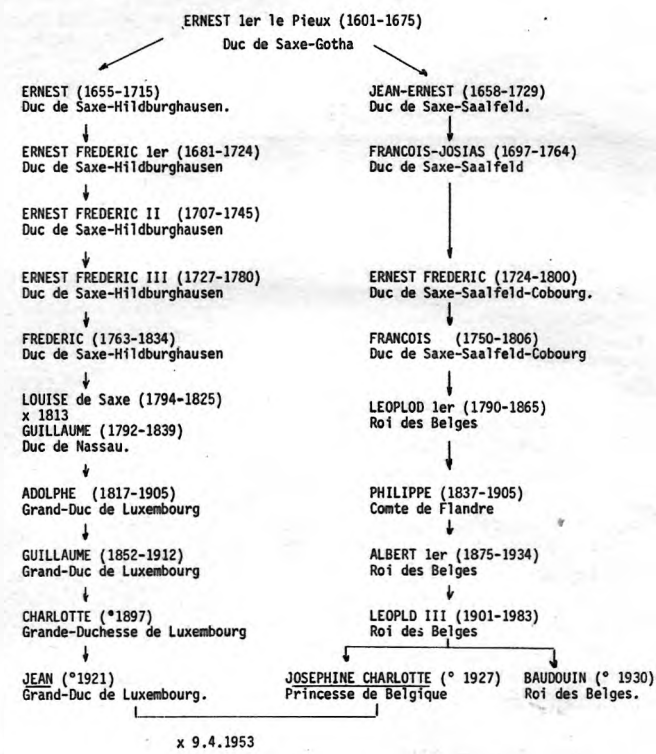 ERNEST 1er le Pieux (1601-1675)
Duc de Saxe-Gotha
ERNEST (1655-1715)
Duc de Saxe-Hildburghausen.
ERNEST FREDERIC 1er (1681-1724)
Duc de Saxe-Hildburghausen
ERNEST FREDERIC II (1707-1745)
Duc de Saxe-Hildburghausen
ERNEST FREDERIC III (1727-1780)
Duc de Saxe-Hildburghausen
FREDERIC (1763-1834)
Duc de Saxe-Hildburghausen
LOUISE de Saxe (1794-1825)
x 1813
GUILLAUME (1792-1839)
Duc de Nassau.
ADOLPHE (1817-1905)
Grand-Duc de Luxembourg
GUILLAUME (1852-1912)
Grand-Duc de Luxembourg
CHARLOTTE (°1897)
Grande-Duchesse de Luxembourg
JEAN (°1921)
Grand-Duc de Luxembourg.
JEAN-ERNEST (1658-1729)
Duc de Saxe-Saalfeld.
FRANCOIS-JOSIAS (1697-1764)
Duc de Saxe-Saalfeld
ERNEST FREDERIC (1724-1800)
Duc de Saxe-Saalfeld-Cobourg.
FRANCOIS (1750-1806)
Duc de Saxe-Saalfeld-Cobourg
LEOPLOD 1er (1790-1865)
Roi des Belges
PHILIPPE (1837-1905)
Comte de Flandre
ALBERT 1er (1875-1934)
Roi des Belges
LEOPLD III (1901-1983)
Roi des Belges
JOSEPHINE CHARLOTTE (° 1927)
Princesse de Belgique
BAUDOUIN (° 1930)
Roi des Belges.
x 9.4.1953